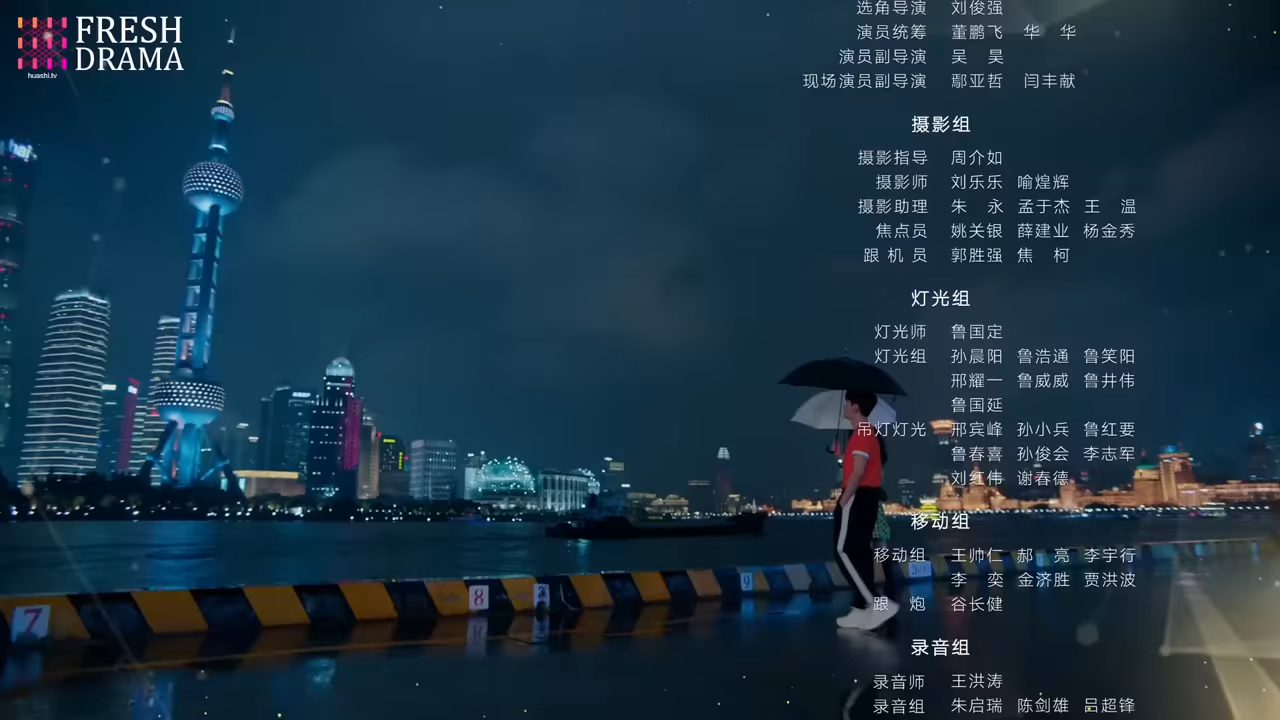 FRESH
DRAMA
huashi.tv
选角导演 刘俊强
演员统筹 董鹏飞 华 华
演员副导演 吴 昊
现场演员副导演 鄢亚哲 闫丰献
摄影组
摄影指导 周介如
摄影师 刘乐乐 喻煌辉
摄影助理 朱 永 孟于杰 王 温
焦点员 姚关银 薛建业 杨金秀
跟 机 员 郭胜强 焦 柯
灯光组
灯光师 鲁国定
灯光组 孙晨阳 鲁浩通 鲁笑阳
邢耀一 鲁威威 鲁井伟
鲁国延
吊灯灯光 邢宾峰 孙小兵 鲁红要
鲁春喜 孙俊会 李志军
刘红伟 谢春德
移动组
移动组 王帅仁 郝 亮 李宇行
李 奕 金济胜 贾洪波
跟 炮 谷长健
录音组
录音师 王洪涛
录音组 朱启瑞 陈剑雄 吕超锋
hai
7
8
9